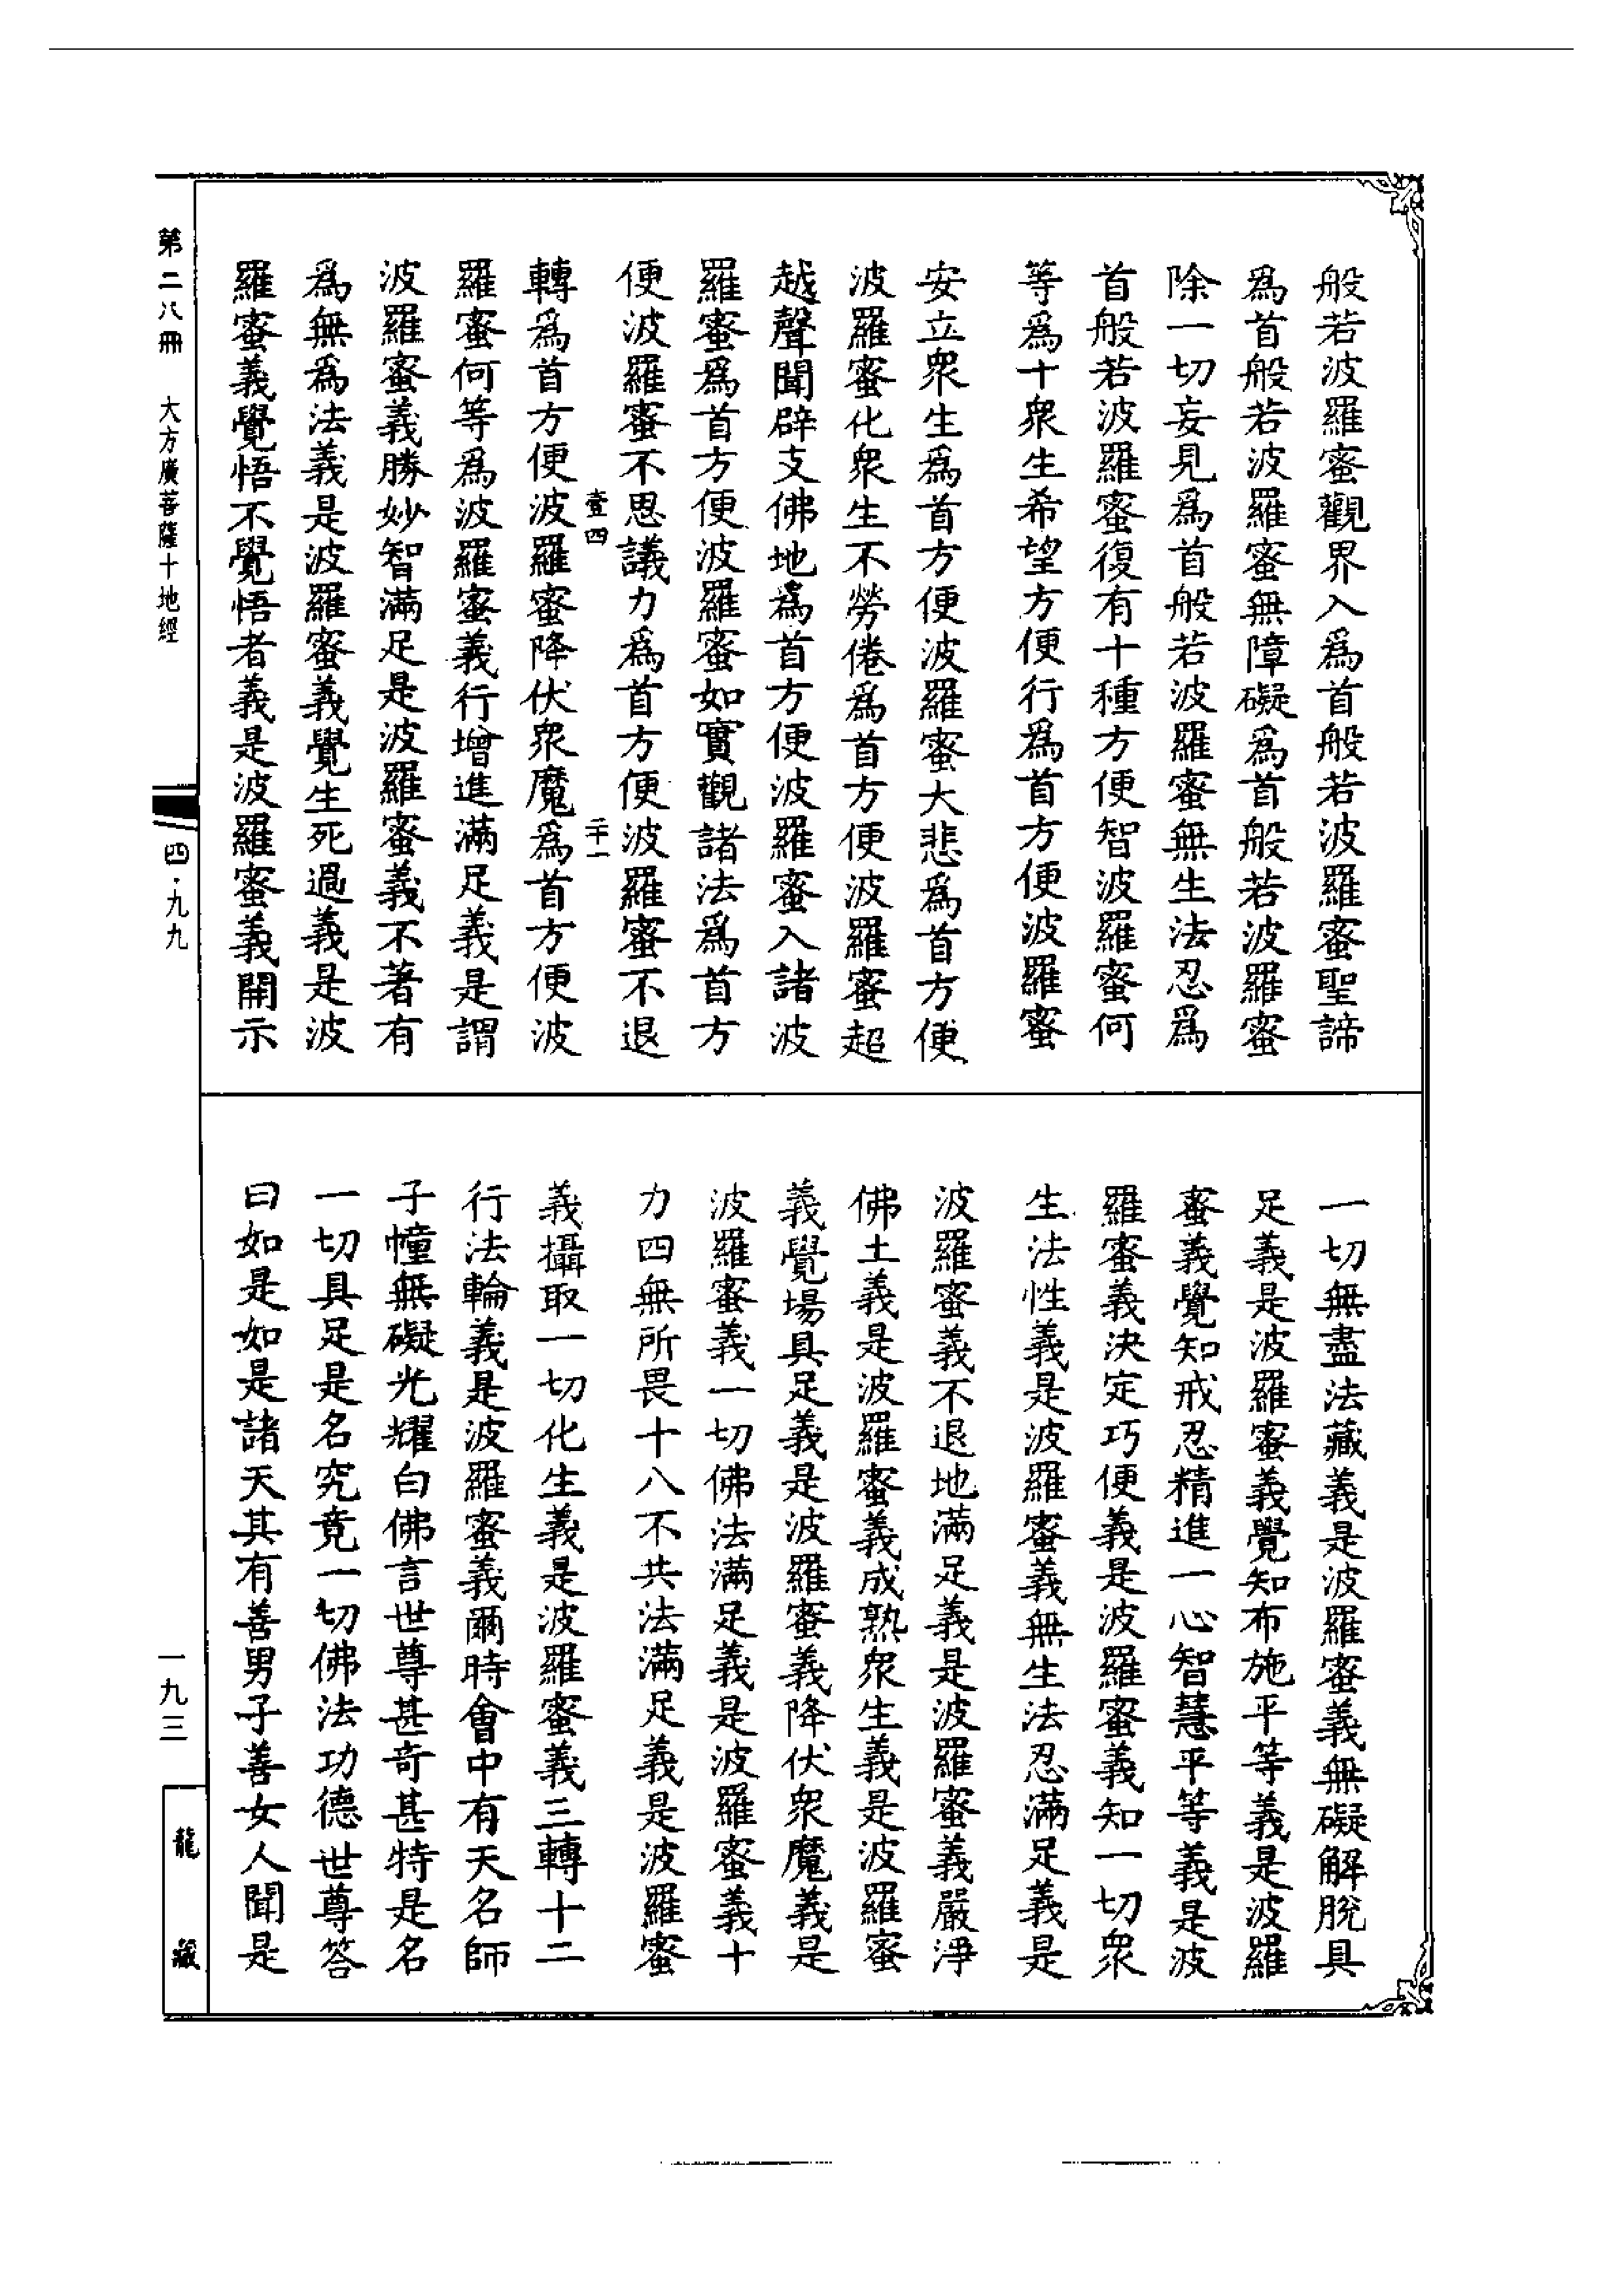 般若波羅蜜觀界入爲首般若波羅蜜聖諦
爲首般若波羅蜜無障礙爲首般若波羅蜜
除一切妄見爲首般若波羅蜜無生法忍爲
首般若波羅蜜復有十種方便智波羅蜜何
等爲十衆生希望方便行爲首方便波羅蜜
安立衆生爲首方便波羅蜜大悲爲首方便
波羅蜜化衆生不勞倦爲首方便波羅蜜超
越聲聞辟支佛地爲首方便波羅蜜入諸波
羅蜜爲首方便波羅蜜如實觀諸法爲首方
便波羅蜜不思議力爲首方便波羅蜜不退
壹四 二十一
轉爲首方便波羅蜜降伏衆魔爲首方便波
羅蜜何等爲波羅蜜義行增進滿足義是謂
波羅蜜義勝妙智滿足是波羅蜜義不著有
爲無爲法義是波羅蜜義覺生死過義是波
羅蜜義覺悟不覺悟者義是波羅蜜義開示
一切無盡法藏義是波羅蜜義無礙解脫具
足義是波羅蜜義覺知布施平等義是波羅
蜜義覺知戒忍精進一心智慧平等義是波
羅蜜義決定巧便義是波羅蜜義知一切衆
生法性義是波羅蜜義無生法忍滿足義是
波羅蜜義不退地滿足義是波羅蜜義嚴淨
佛土義是波羅蜜義成熟衆生義是波羅蜜
義覺場具足義是波羅蜜義降伏衆魔義是
波羅蜜義一切佛法滿足義是波羅蜜義十
力四無所畏十八不共法滿足義是波羅蜜
義攝取一切化生義是波羅蜜義三轉十二
行法輪義是波羅蜜義爾時會中有天名師
子幢無礙光耀白佛言世尊甚奇甚特是名
一切具足是名究竟一切佛法功德世尊答
曰如是如是諸天其有善男子善女人聞是
第二八冊 大方廣菩薩十地經
四·九九
一九三
龍藏